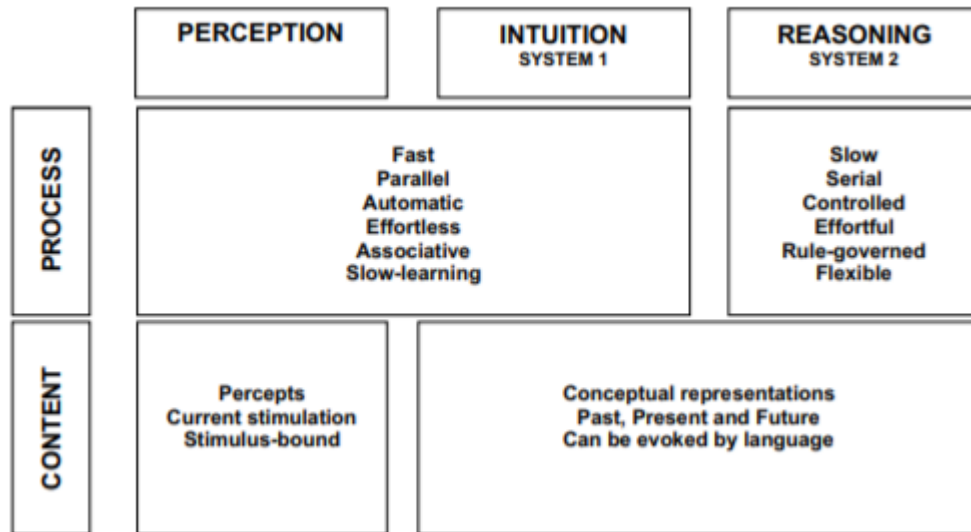 PERCEPTION
INTUITION
SYSTEM 1
REASONING
SYSTEM 2
PROCESS
Fast
Parallel
Automatic
Effortless
Associative
Slow-learning
Slow
Serial
Controlled
Effortful
Rule-governed
Flexible
CONTENT
Percepts
Current stimulation
Stimulus-bound
Conceptual representations
Past, Present and Future
Can be evoked by language